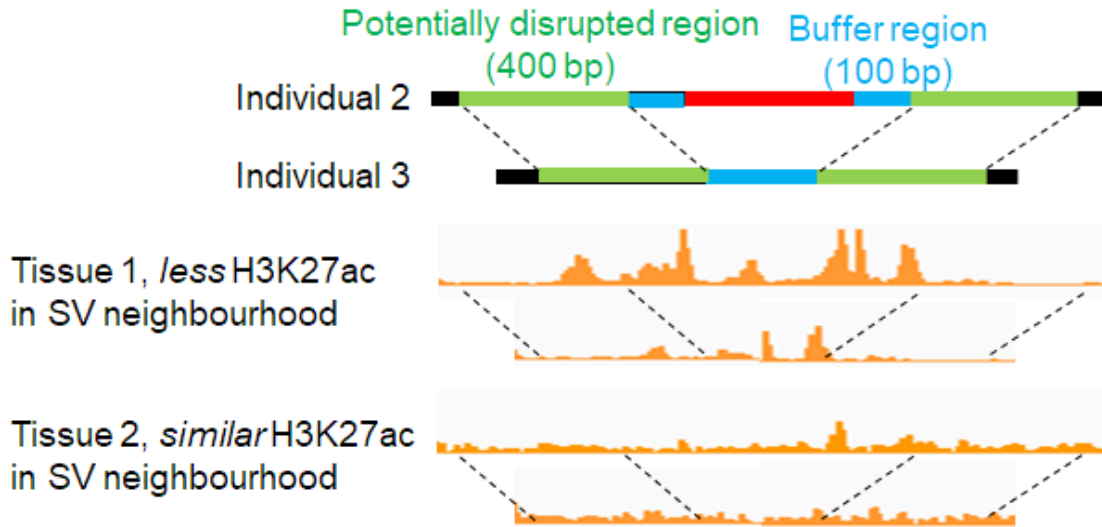 Potentially disrupted region
(400 bp)
Buffer region
(100 bp)
Individual 2
Individual 3
Tissue 1, less H3K27ac
in SV neighbourhood
Tissue 2, similar H3K27ac
in SV neighbourhood